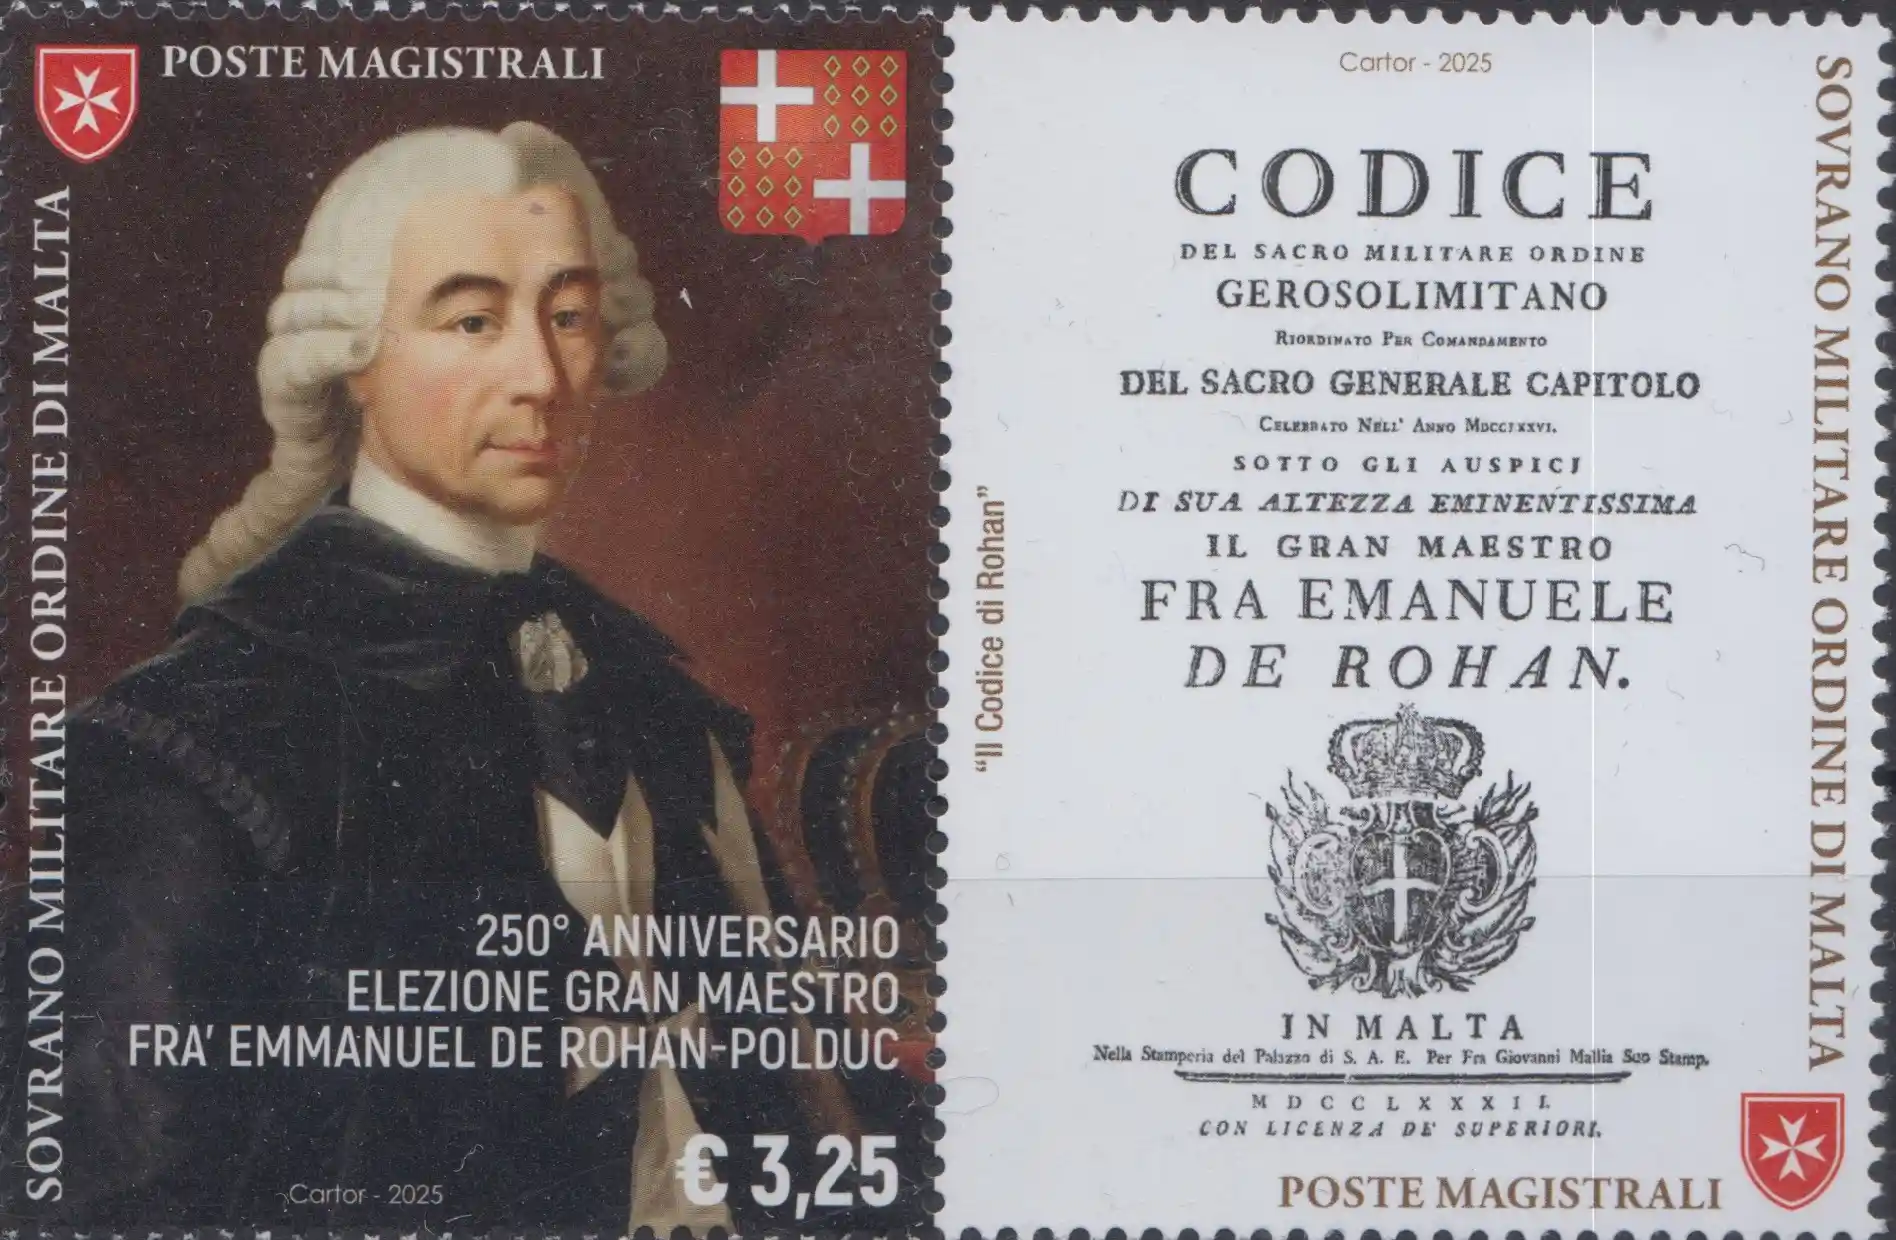 POSTE MAGISTRALI
SOVRANO MILITARE ORDINE DI MALTA
250° ANNIVERSARIO
ELEZIONE GRAN MAESTRO
FRA' EMMANUEL DE ROHAN-POLDUC
€ 3,25
Cartor - 2025
Cartor - 2025
CODICE
DEL SACRO MILITARE ORDINE
GEROSOLIMITANO
RIORDINATO PER COMANDAMENTO
DEL SACRO GENERALE CAPITOLO
CELEBRATO NELL' ANNO MDCCLXXVI.
SOTTO GLI AUSPICJ
DI SUA ALTEZZA EMINENTISSIMA
IL GRAN MAESTRO
FRA EMANUELE
DE ROHAN.
IN MALTA
Nella Stamperia del Palazzo di S. A. E. Per Fra Giovanni Mallia Suo Stamp.
MDCCLXXXII.
CON LICENZA DE' SUPERIORI.
"Il Codice di Rohan"
SOVRANO MILITARE ORDINE DI MALTA
POSTE MAGISTRALI